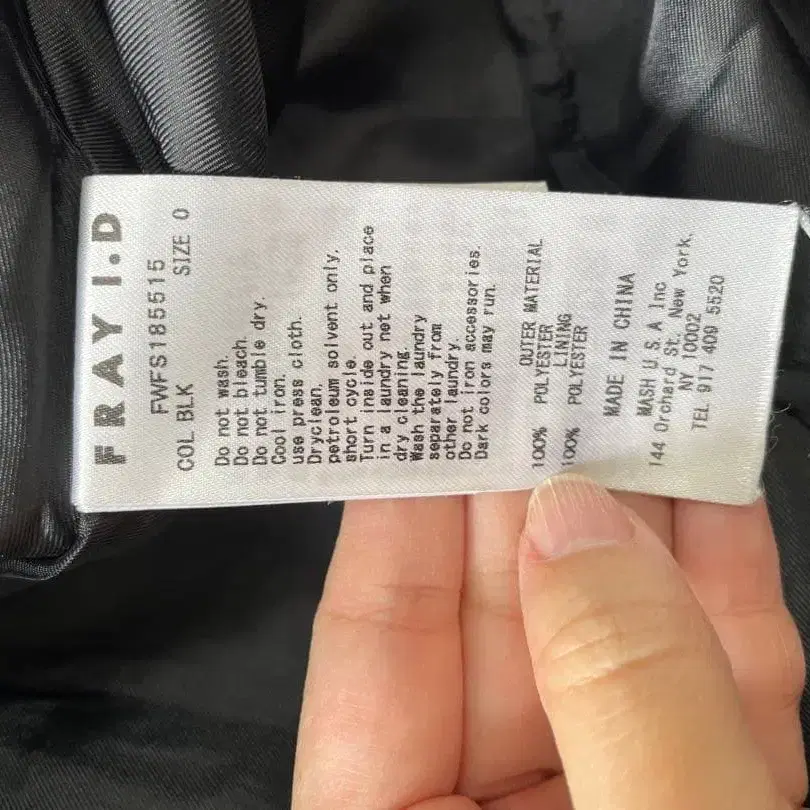 FRAY I.D
FWFS185515
COL BLK SIZE 0
Do not wash.
Do not bleach.
Do not tumble dry.
Cool iron.
use press cloth.
Dryclean.
petroleum solvent only,
short cycle.
Turn inside out and place
in a laundry net when
dry cleaning.
Wash the laundry
separately from
other laundry.
Do not iron accessories.
Dark colors may run.
OUTER MATERIAL
100% POLYESTER
LINING
100% POLYESTER
MADE IN CHINA
MASH U S A Inc
144 Orchard St. New York.
NY 10002
TEL 917 409 5520